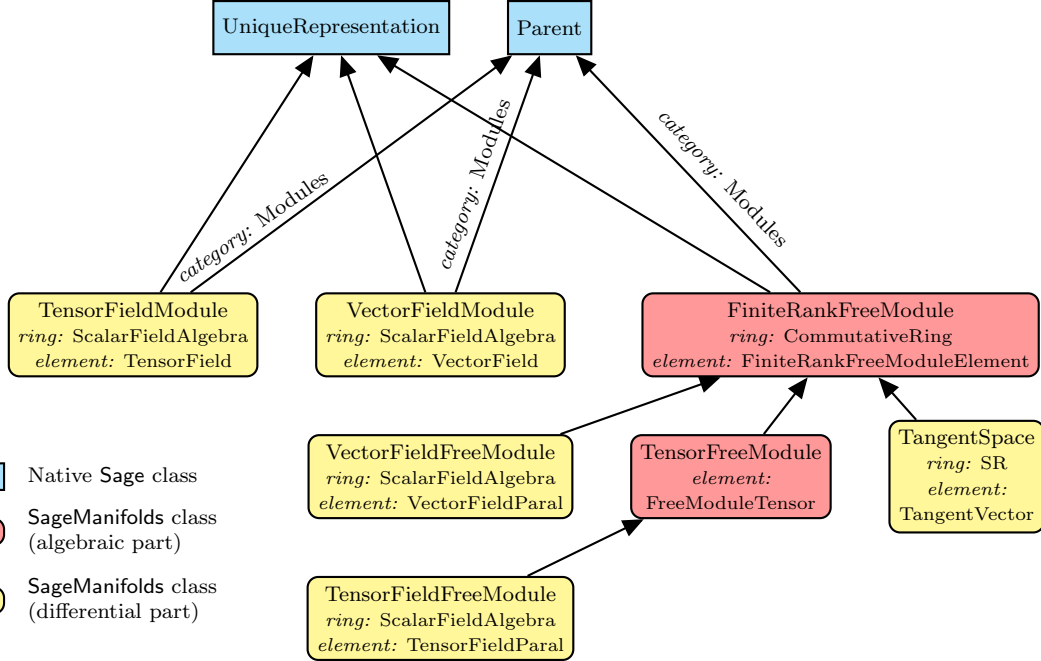 UniqueRepresentation
Parent
category: Modules
category: Modules
category: Modules
TensorFieldModule
ring: ScalarFieldAlgebra
element: TensorField
VectorFieldModule
ring: ScalarFieldAlgebra
element: VectorField
FiniteRankFreeModule
ring: CommutativeRing
element: FiniteRankFreeModuleElement
VectorFieldFreeModule
ring: ScalarFieldAlgebra
element: VectorFieldParal
TensorFreeModule
element:
FreeModuleTensor
TangentSpace
ring: SR
element:
TangentVector
Native Sage class
SageManifolds class
(algebraic part)
SageManifolds class
(differential part)
TensorFieldFreeModule
ring: ScalarFieldAlgebra
element: TensorFieldParal